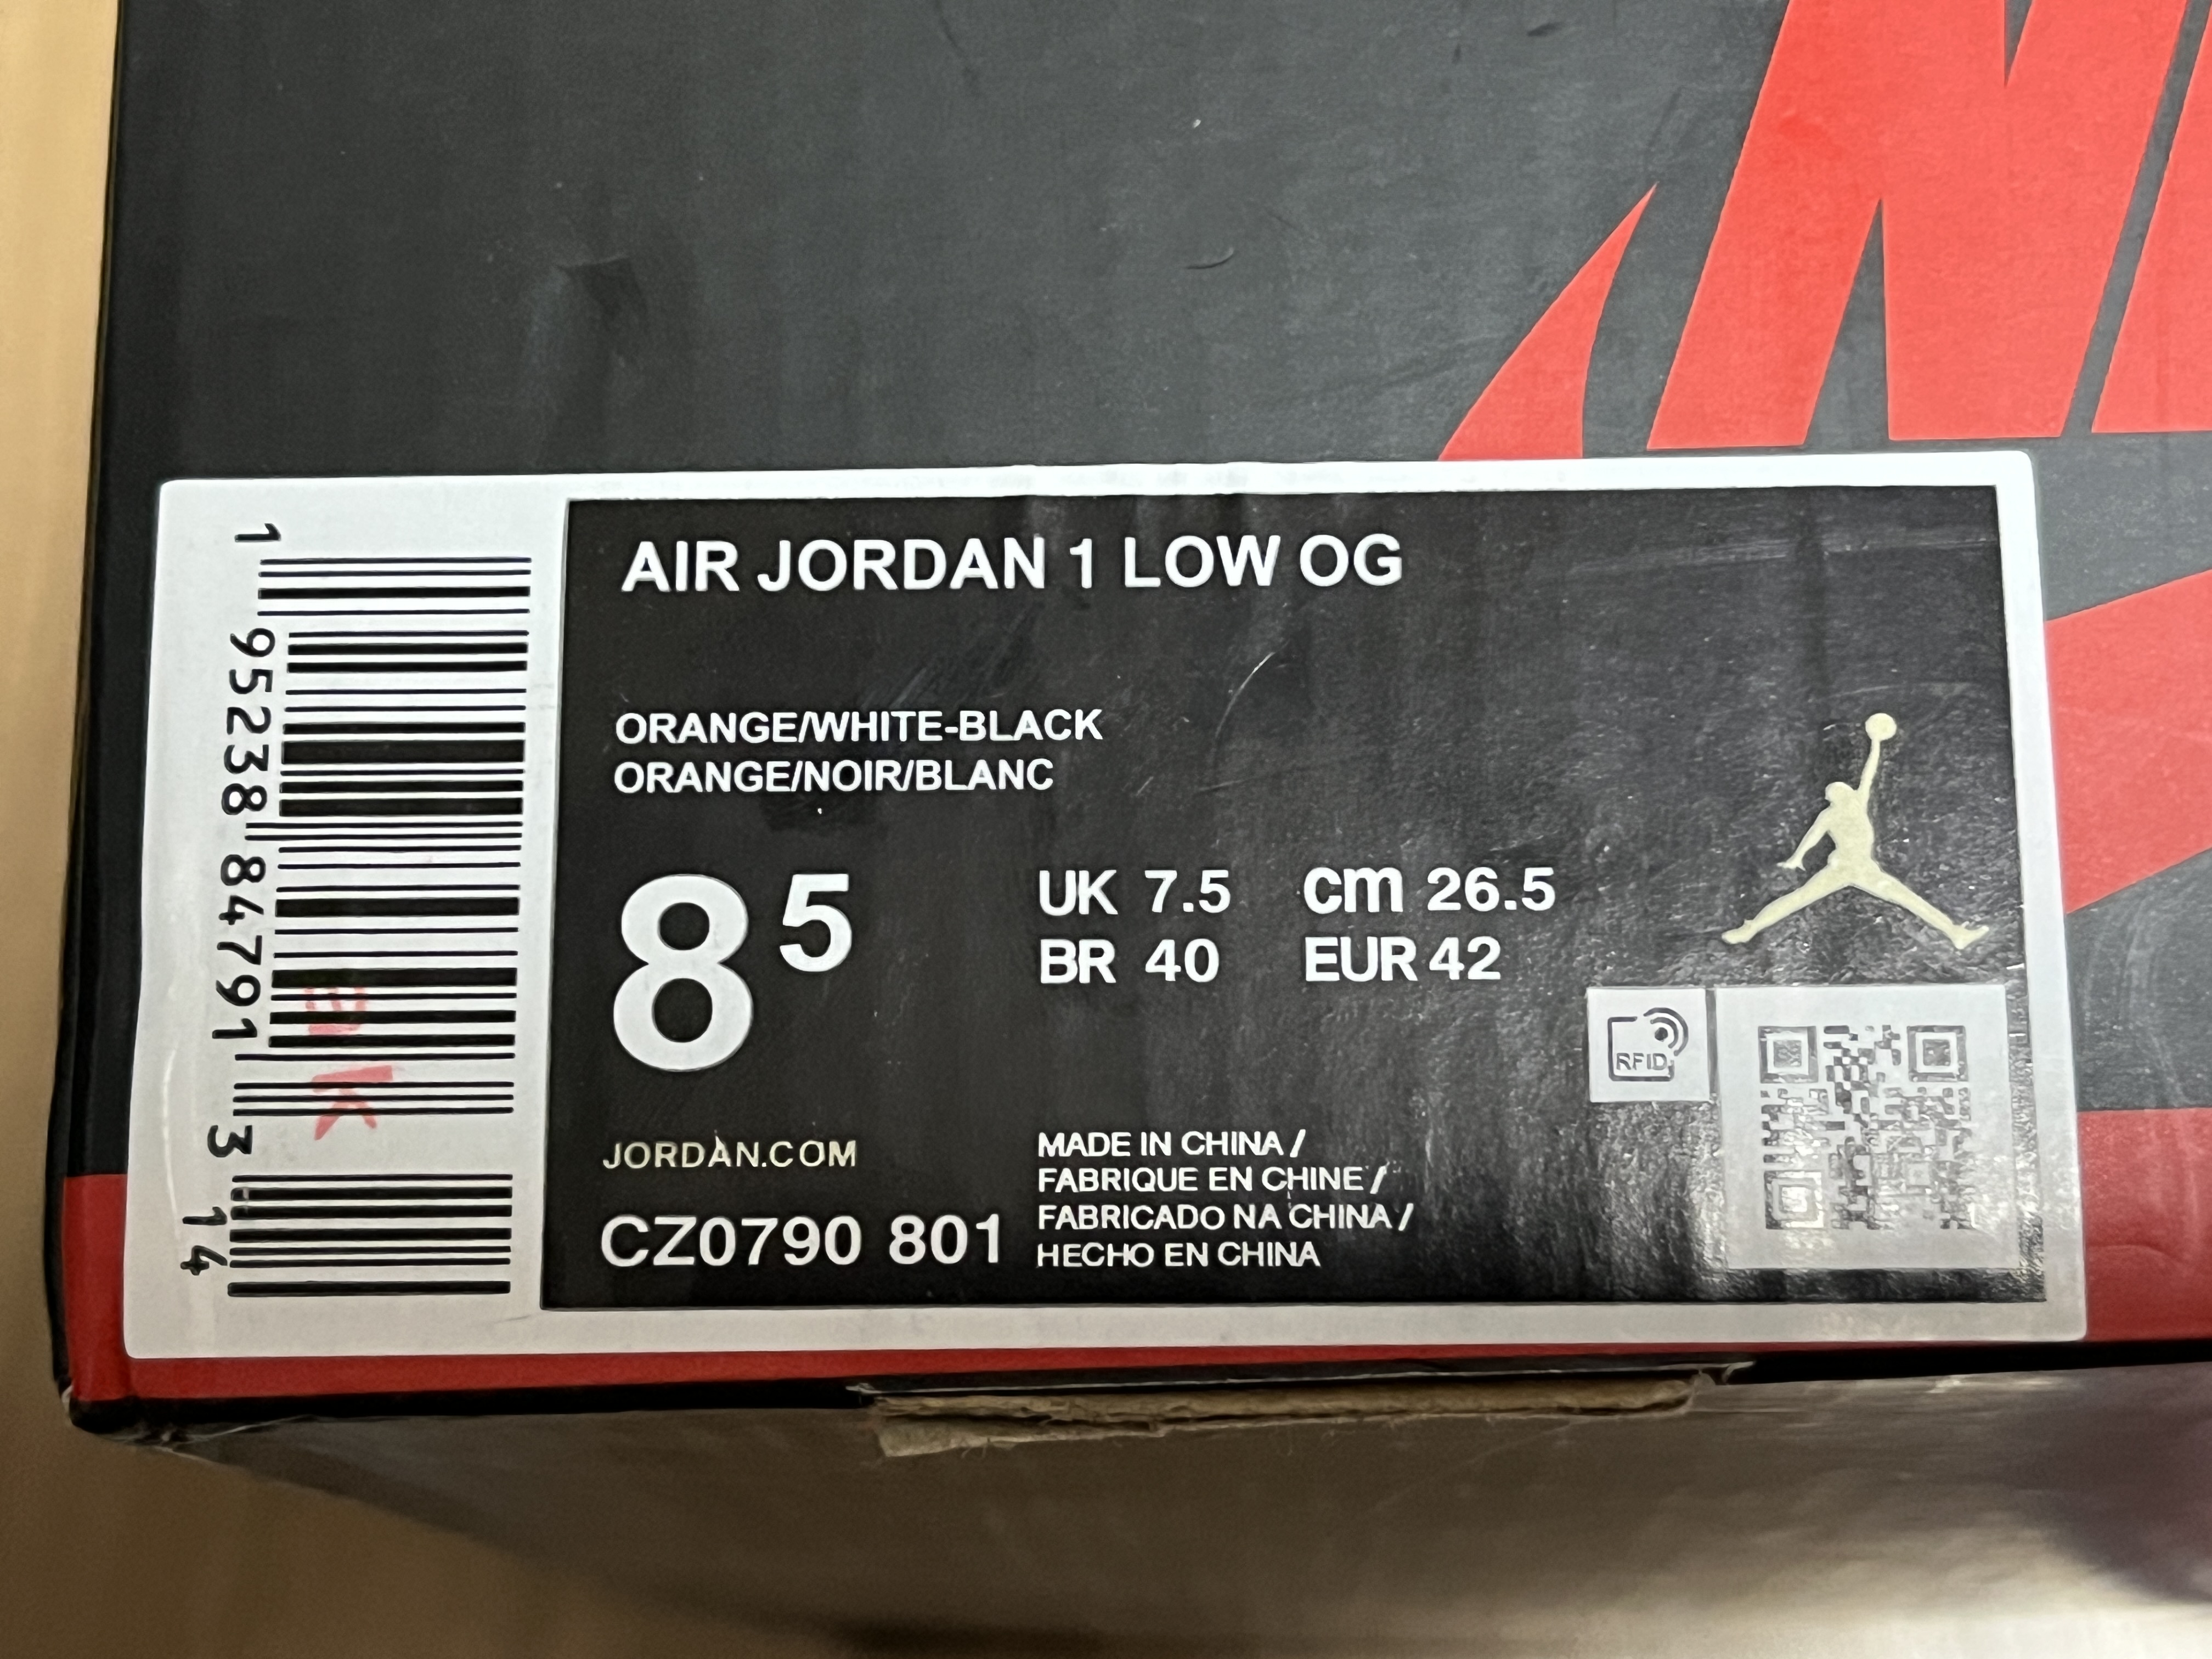 AIR JORDAN 1 LOW OG
ORANGE/WHITE-BLACK
ORANGE/NOIR/BLANC
8 5
UK 7.5 cm 26.5
BR 40 EUR 42
RFID
JORDAN.COM
CZ0790 801
MADE IN CHINA /
FABRIQUE EN CHINE /
FABRICADO NA CHINA /
HECHO EN CHINA
1 95238 84791 3 14